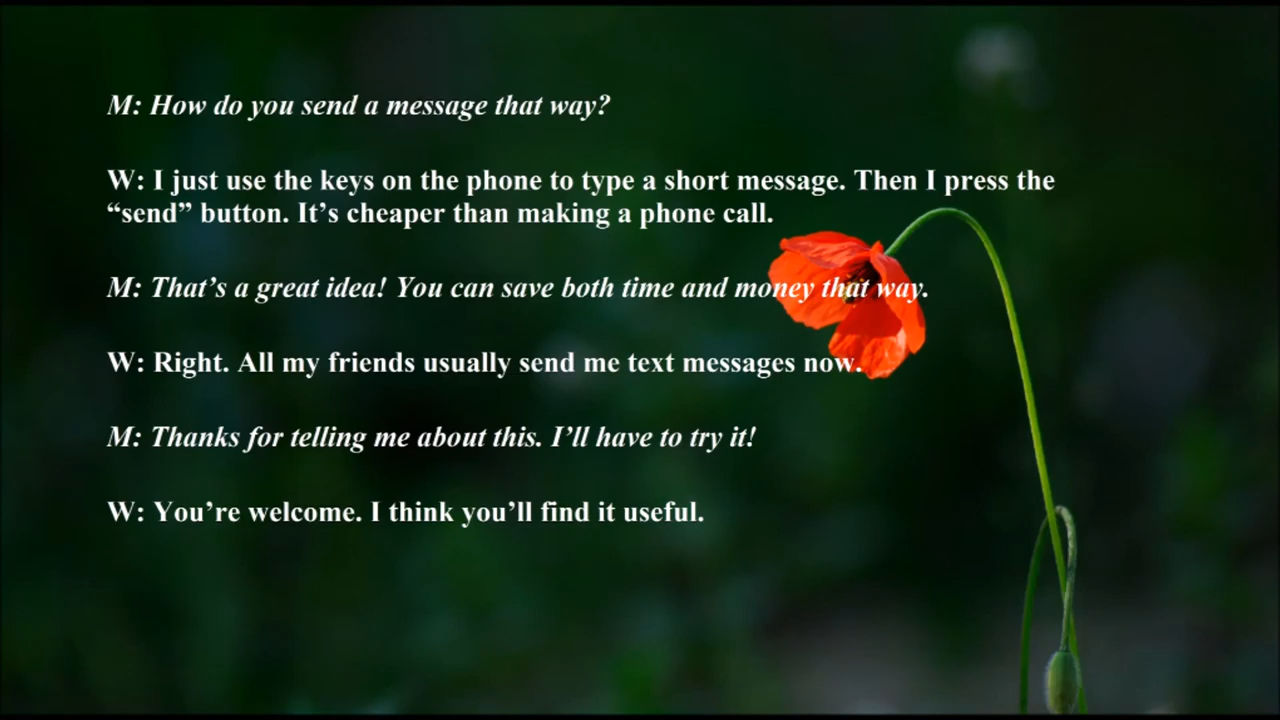 M: How do you send a message that way?
W: I just use the keys on the phone to type a short message. Then I press the
“send” button. It’s cheaper than making a phone call.
M: That’s a great idea! You can save both time and money that way.
W: Right. All my friends usually send me text messages now.
M: Thanks for telling me about this. I’ll have to try it!
W: You’re welcome. I think you’ll find it useful.